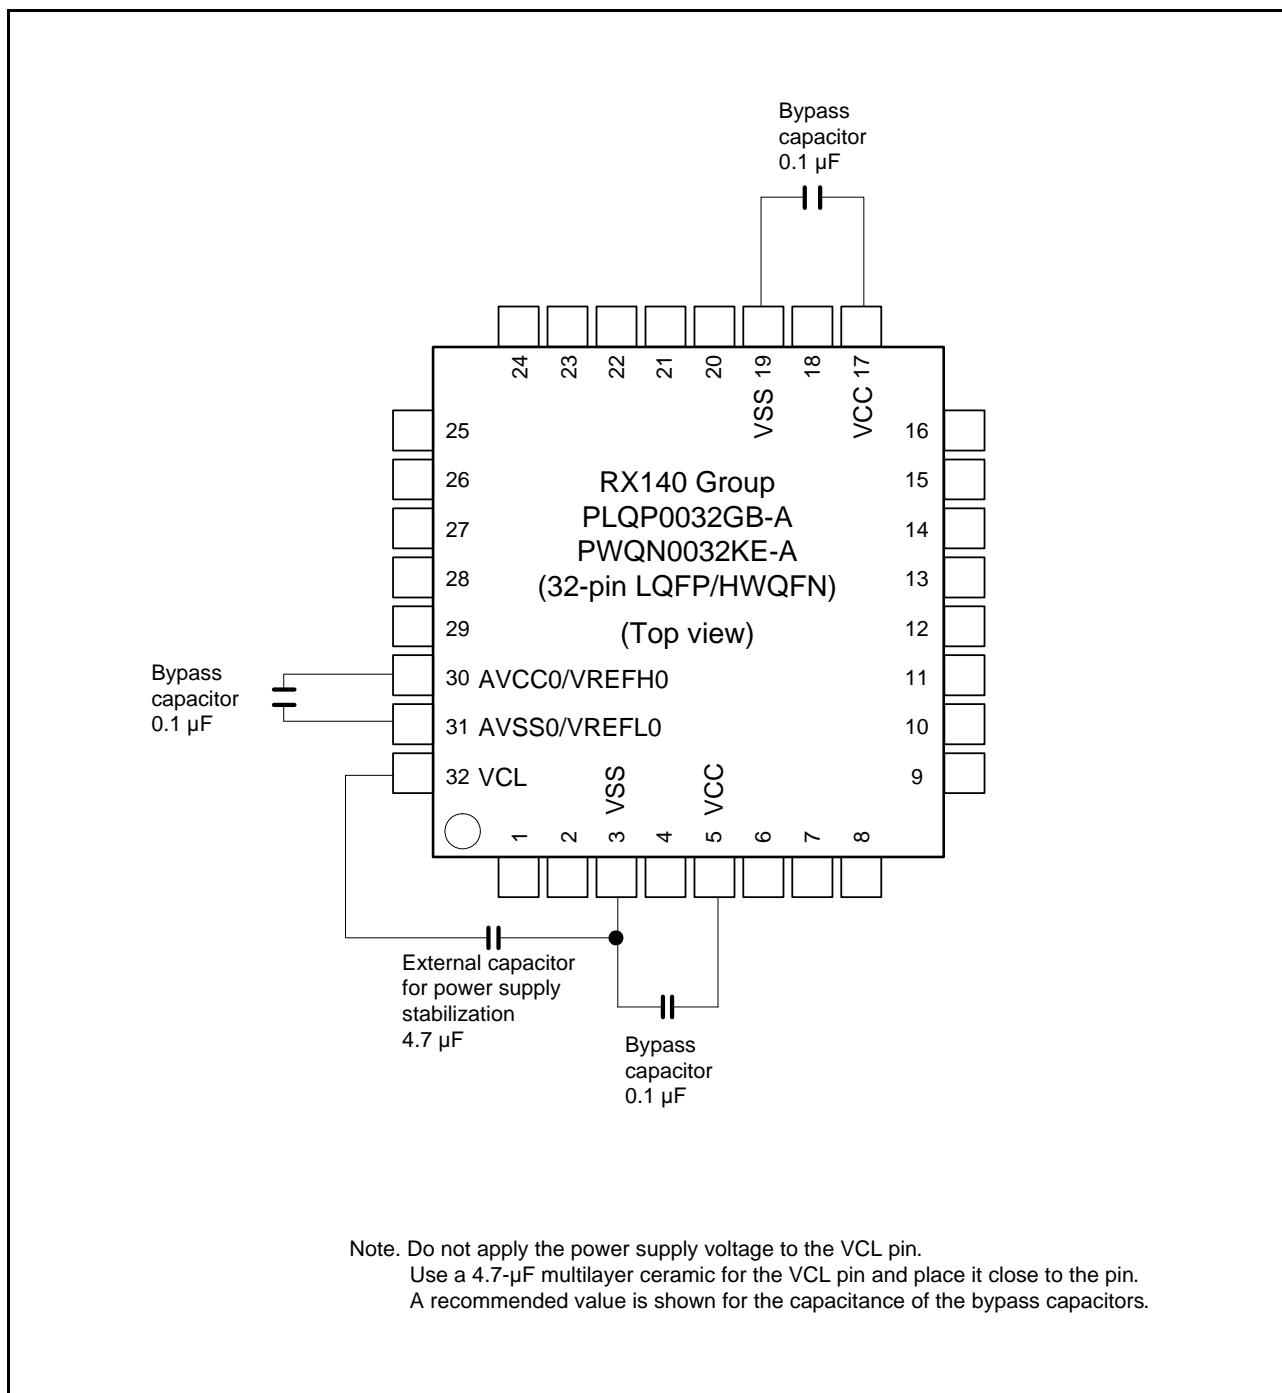 Bypass
capacitor
0.1 µF
24
23
22
21
20
VSS 19
18
VCC 17
25
26
27
28
29
30 AVCC0/VREFH0
31 AVSS0/VREFL0
32 VCL
16
15
14
13
12
11
10
9
RX140 Group
PLQP0032GB-A
PWQN0032KE-A
(32-pin LQFP/HWQFN)
(Top view)
Bypass
capacitor
0.1 µF
1
2
3 VSS
4
5 VCC
6
7
8
External capacitor
for power supply
stabilization
4.7 µF
Bypass
capacitor
0.1 µF
Note. Do not apply the power supply voltage to the VCL pin.
Use a 4.7-µF multilayer ceramic for the VCL pin and place it close to the pin.
A recommended value is shown for the capacitance of the bypass capacitors.